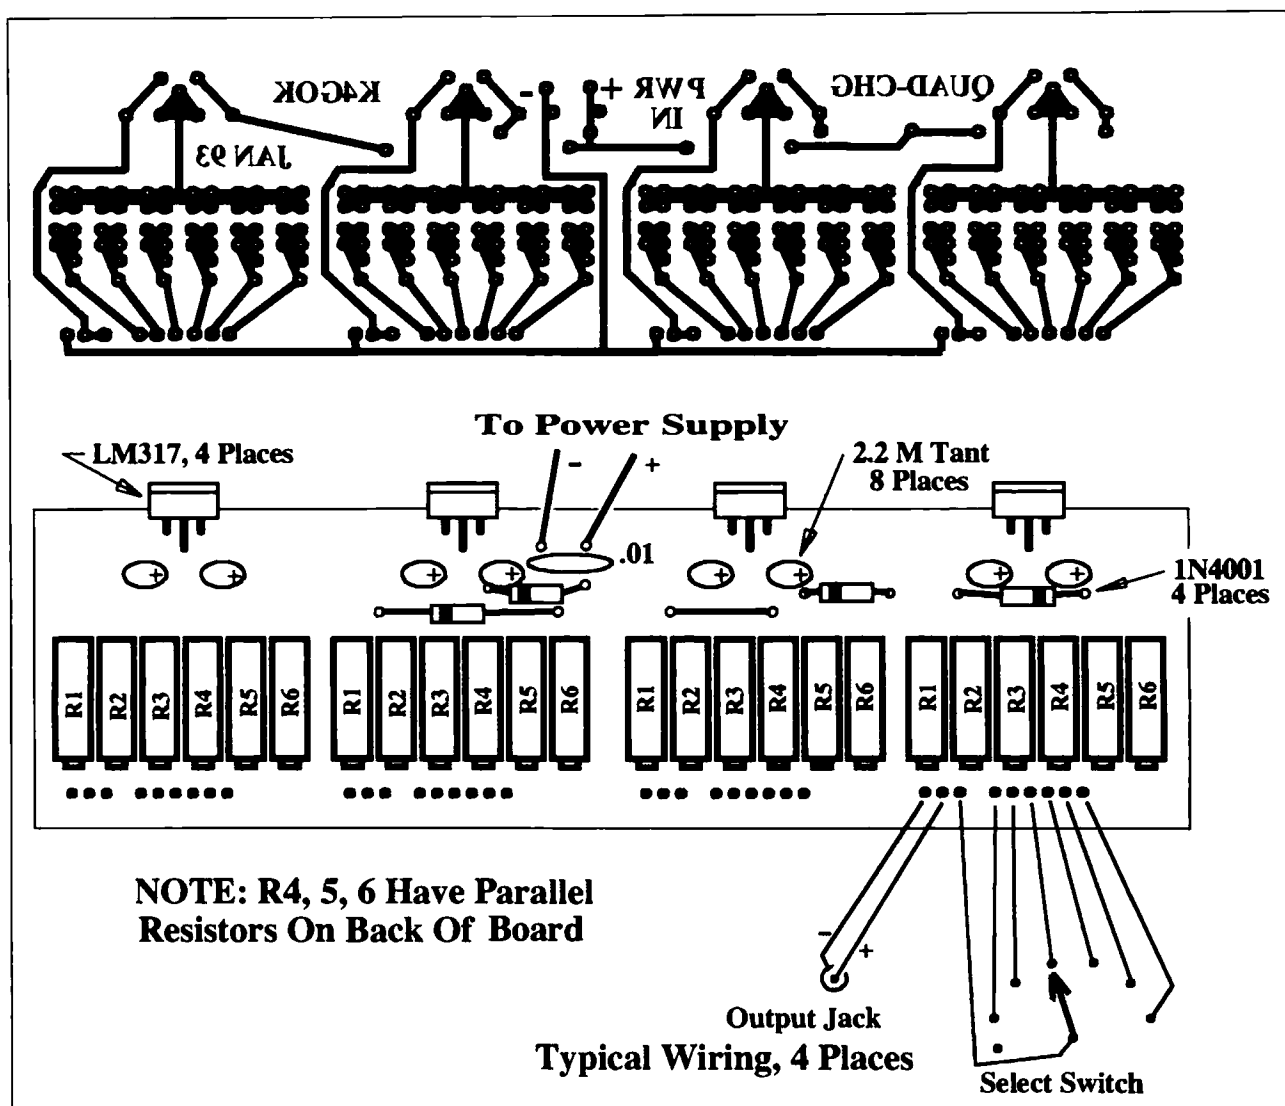 K4GOK
- + PWR
IN
QUAD-CHG
JAN 93
To Power Supply
- +
LM317, 4 Places
2.2 M Tant
8 Places
.01
1N4001
4 Places
+ + + + + + + +
R1 R2 R3 R4 R5 R6
R1 R2 R3 R4 R5 R6
R1 R2 R3 R4 R5 R6
R1 R2 R3 R4 R5 R6
NOTE: R4, 5, 6 Have Parallel
Resistors On Back Of Board
- +
Output Jack
Typical Wiring, 4 Places
Select Switch